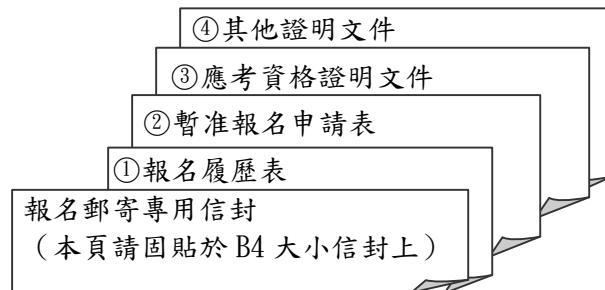 ④其他證明文件
③應考資格證明文件
②暫准報名申請表
①報名履歷表
報名郵寄專用信封
（本頁請固貼於 B4 大小信封上）